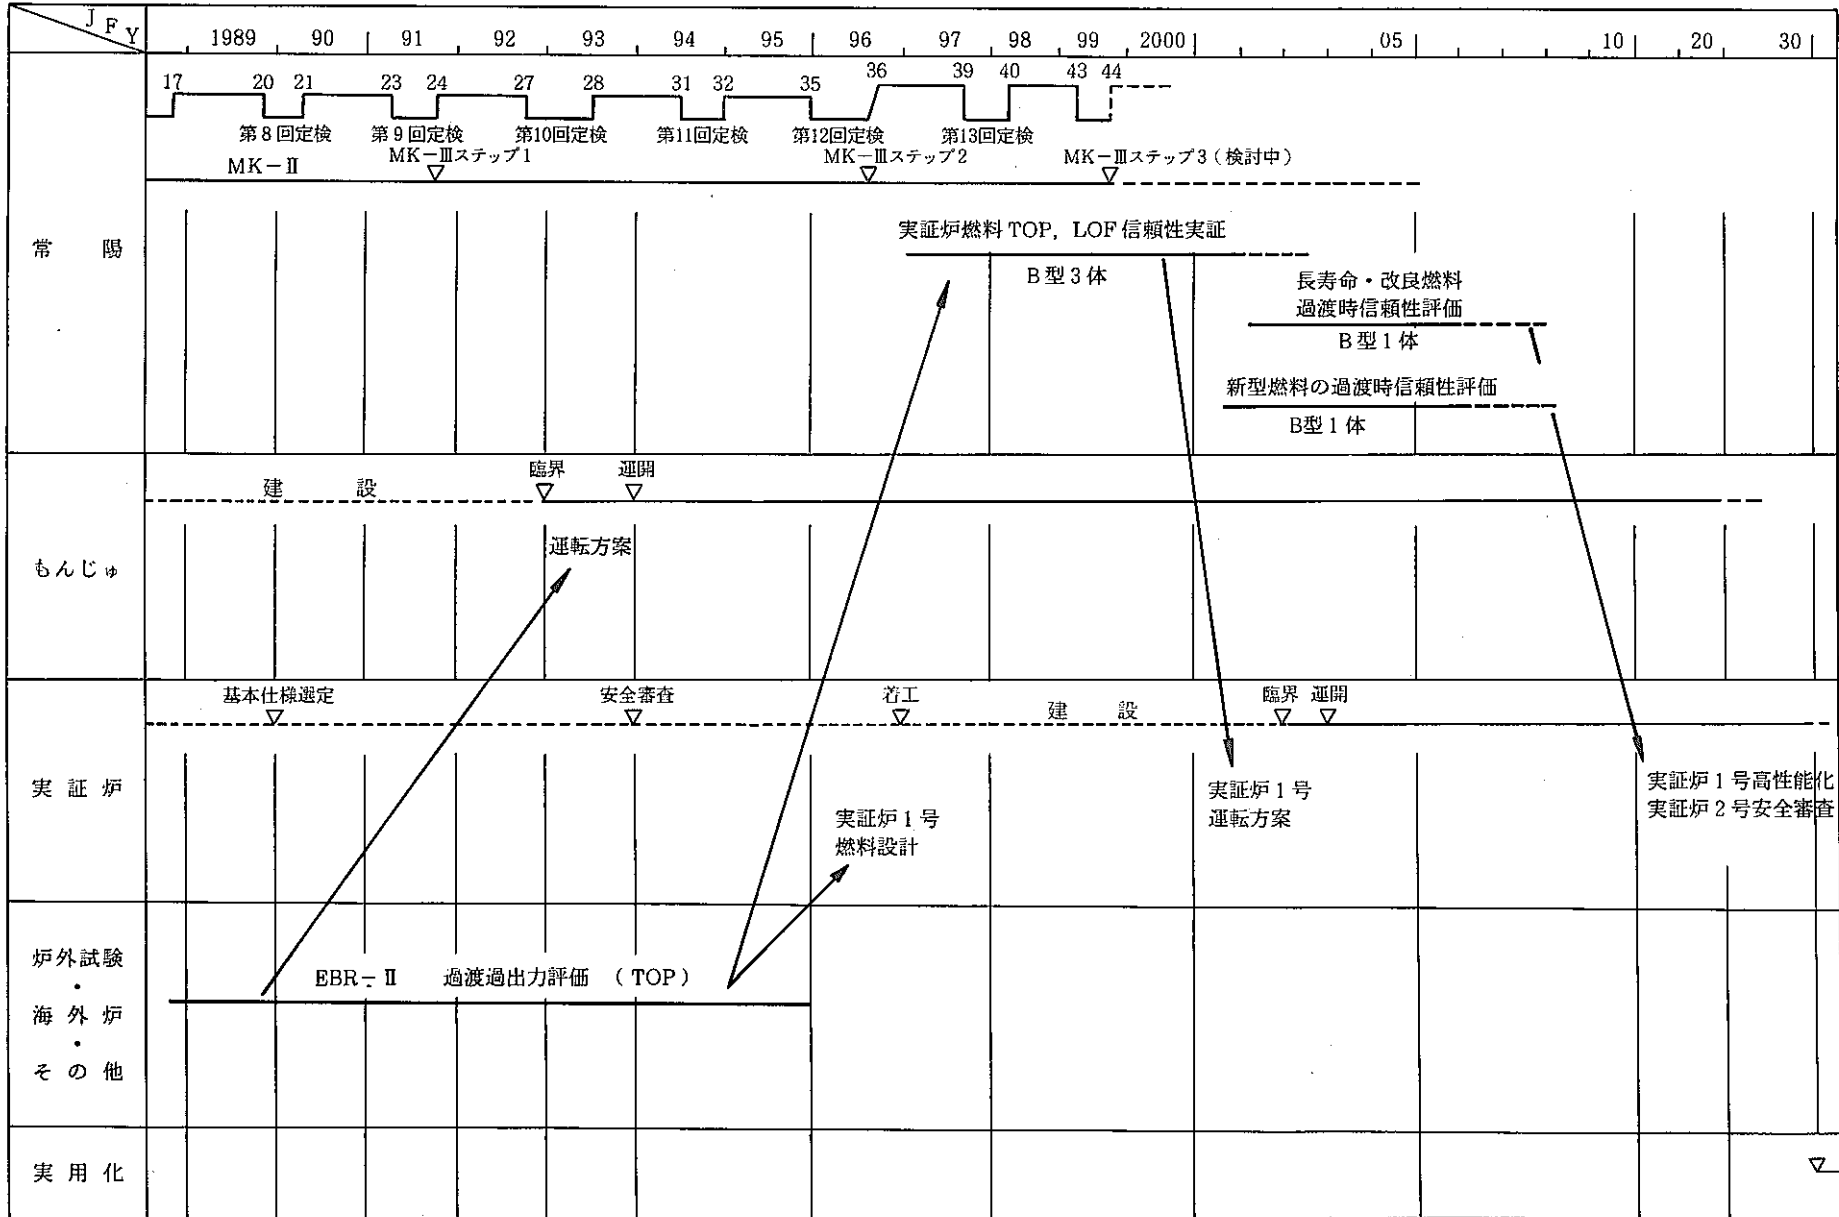 JFY 1989 90 91 92 93 94 95 96 97 98 99 2000 05 10 20 30
17 20 21 23 24 27 28 31 32 35 36 39 40 43 44
第8回定検 第9回定検 第10回定検 第11回定検 第12回定検 第13回定検
MK-Ⅱ MK-Ⅲステップ1 MK-Ⅲステップ2 MK-Ⅲステップ3(検討中)
常陽
実証炉燃料 TOP, LOF 信頼性実証
B型3体
長寿命・改良燃料
過渡時信頼性評価
B型1体
新型燃料の過渡時信頼性評価
B型1体
臨界 運開
建設
もんじゅ
運転方案
基本仕様選定 安全審査 着工 建設 臨界 運開
実証炉
実証炉1号
燃料設計
実証炉1号
運転方案
実証炉1号高性能化
実証炉2号安全審査
炉外試験
・
海外炉
・
その他
EBR-Ⅱ 過渡過出力評価 (TOP)
実用化